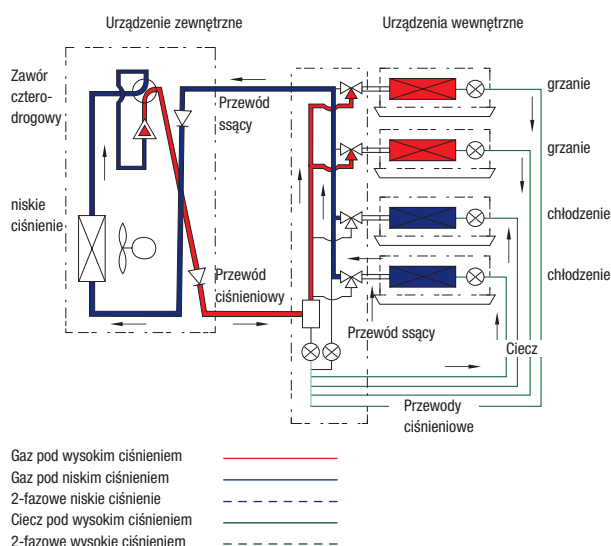 Urządzenie zewnętrzne
Urządzenia wewnętrzne
Zawór
cztero-
drogowy
Przewód
ssący
grzanie
grzanie
niskie
ciśnienie
chłodzenie
Przewód
ciśnieniowy
chłodzenie
Przewód ssący
Ciecz
Przewody
ciśnieniowe
Gaz pod wysokim ciśnieniem
Gaz pod niskim ciśnieniem
2-fazowe niskie ciśnienie
Ciecz pod wysokim ciśnieniem
2-fazowe wysokie ciśnieniem